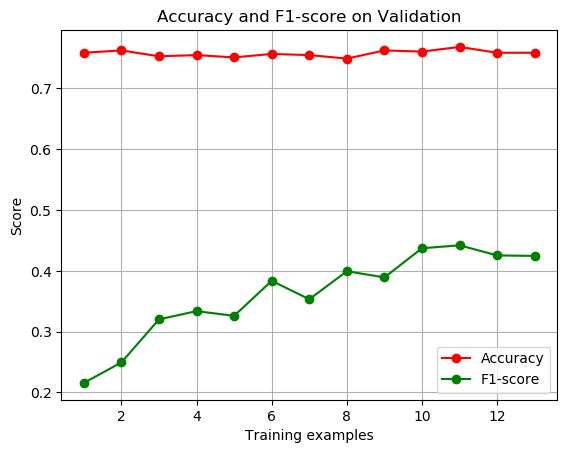 Accuracy and F1-score on Validation
Score
0.7
0.6
0.5
0.4
0.3
0.2
Accuracy
F1-score
2 4 6 8 10 12
Training examples